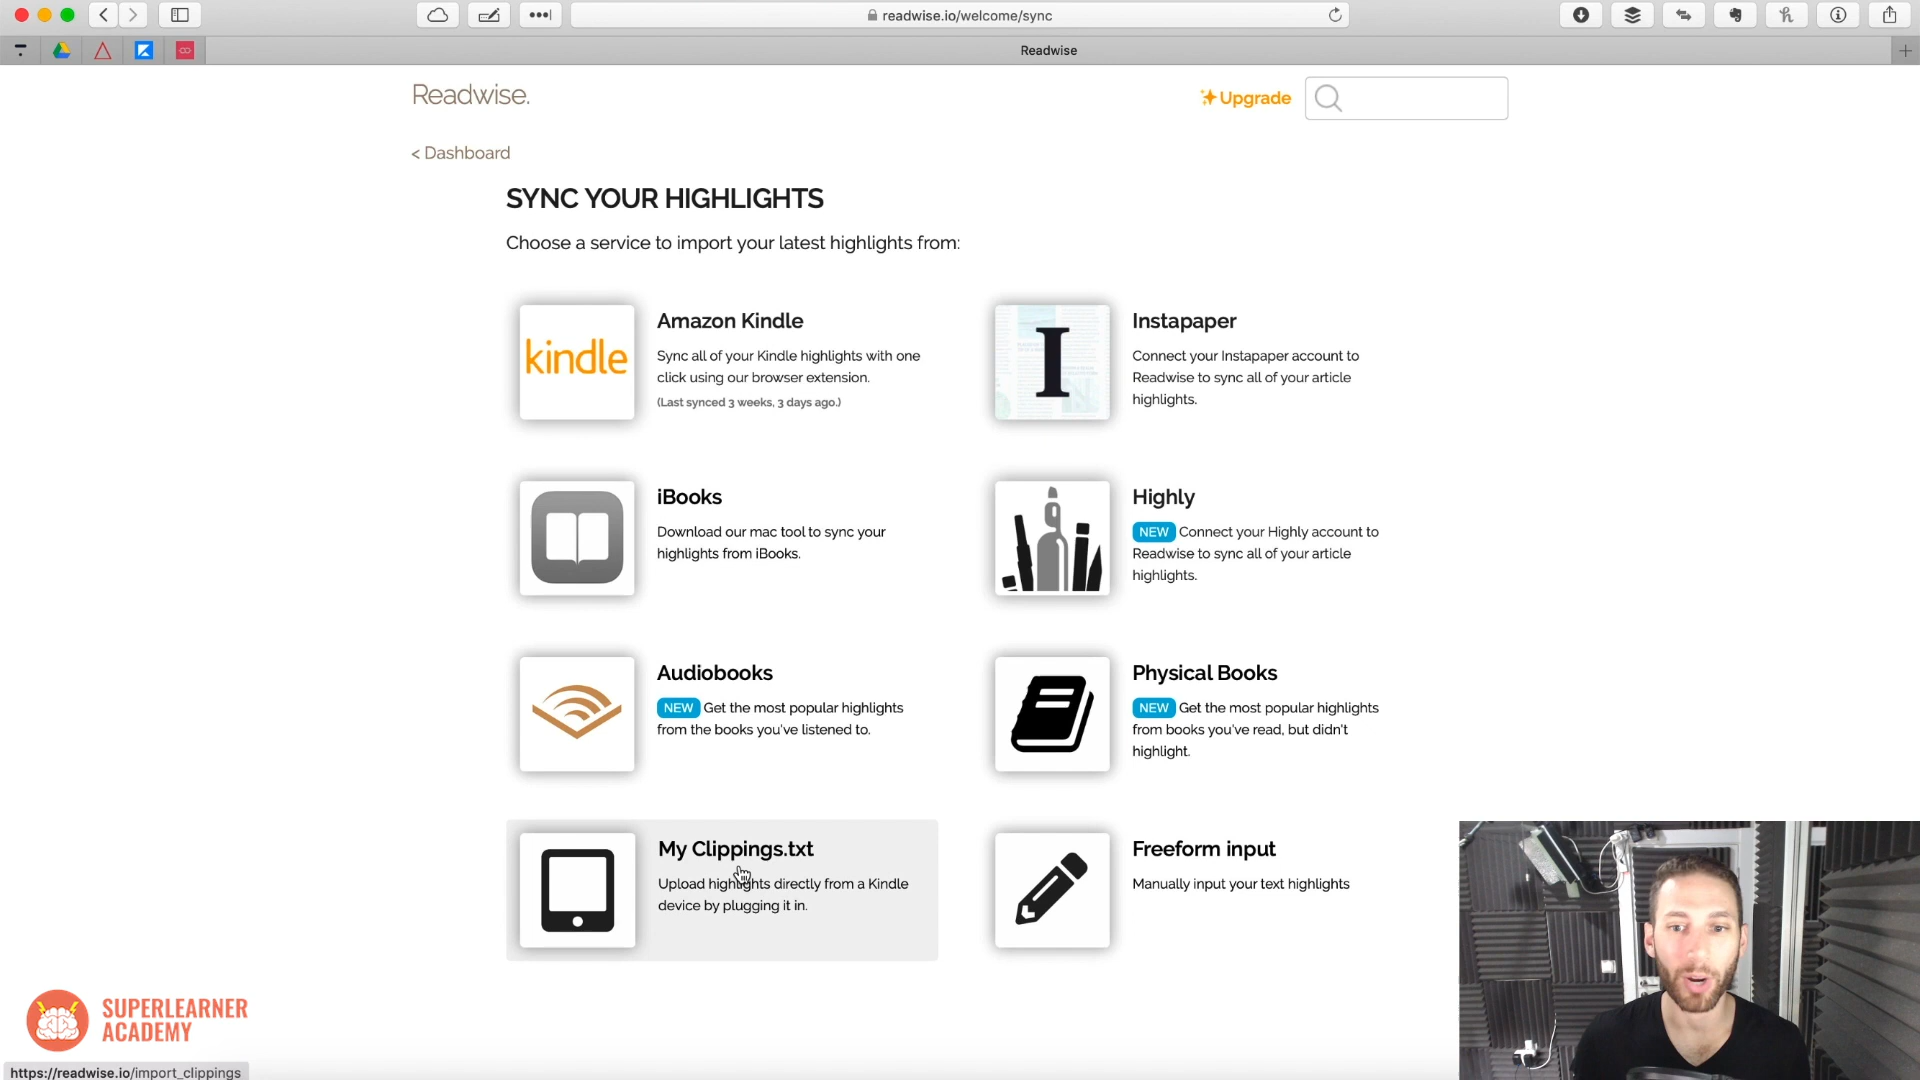 readwise.io/welcome/sync
Readwise
Readwise.
Upgrade
< Dashboard
SYNC YOUR HIGHLIGHTS
Choose a service to import your latest highlights from:
kindle
Amazon Kindle
Sync all of your Kindle highlights with one
click using our browser extension.
(Last synced 3 weeks, 3 days ago.)
I
Instapaper
Connect your Instapaper account to
Readwise to sync all of your article
highlights.
iBooks
Download our mac tool to sync your
highlights from iBooks.
Highly
NEW Connect your Highly account to
Readwise to sync all of your article
highlights.
Audiobooks
NEW Get the most popular highlights
from the books you've listened to.
Physical Books
NEW Get the most popular highlights
from books you've read, but didn't
highlight.
My Clippings.txt
Upload highlights directly from a Kindle
device by plugging it in.
Freeform input
Manually input your text highlights
SUPERLEARNER
ACADEMY
https://readwise.io/import_clippings